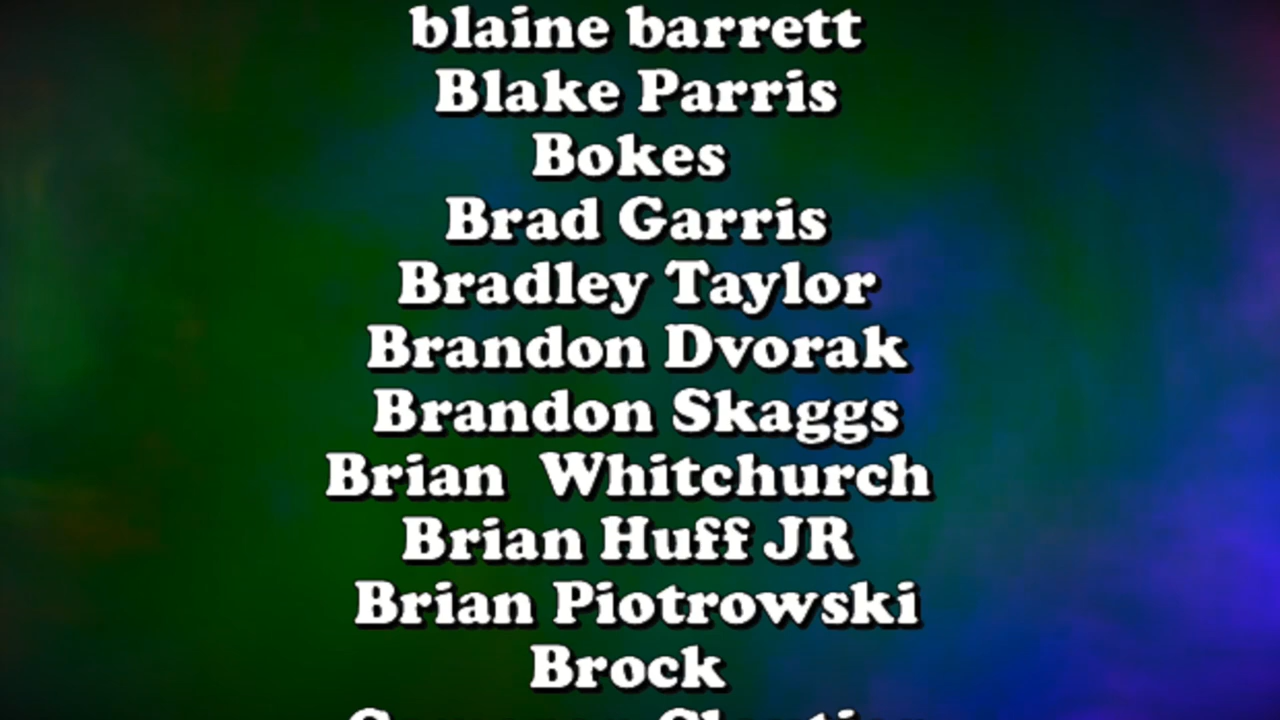 blaine barrett
Blake Parris
Bokes
Brad Garris
Bradley Taylor
Brandon Dvorak
Brandon Skaggs
Brian  Whitchurch
Brian Huff JR
Brian Piotrowski
Brock